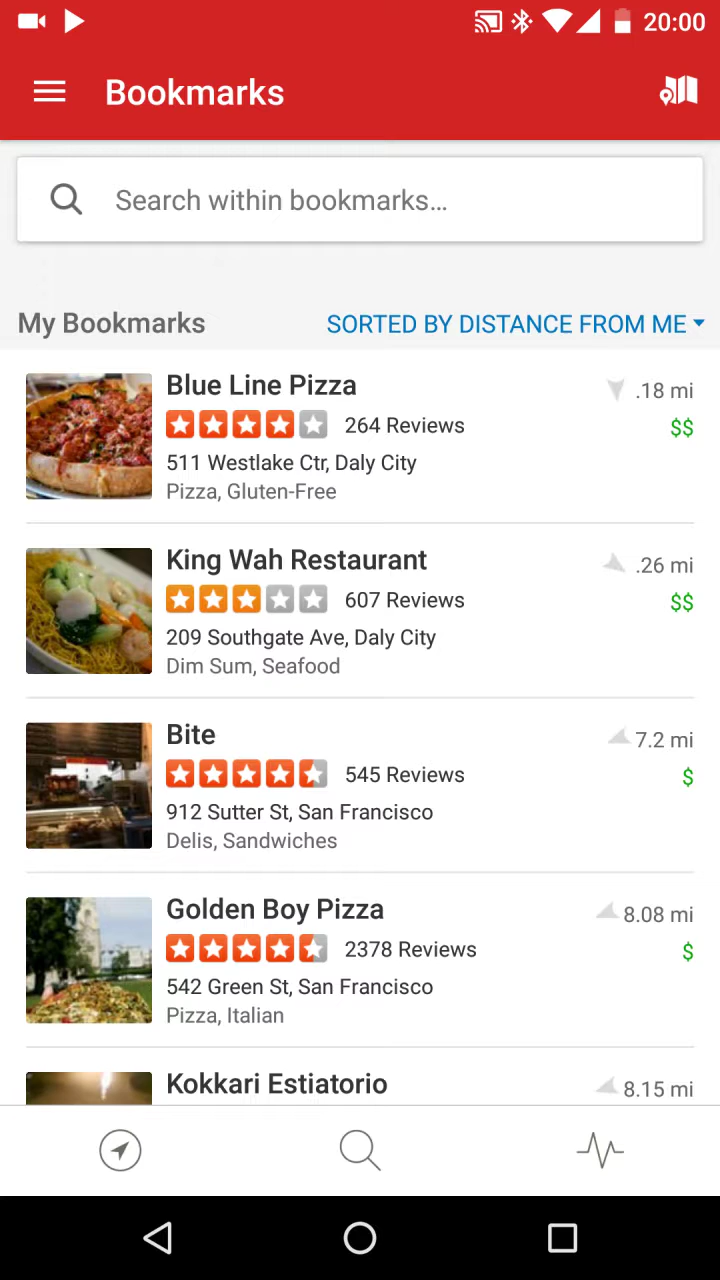 20:00
Bookmarks
Search within bookmarks...
My Bookmarks SORTED BY DISTANCE FROM ME
Blue Line Pizza .18 mi
264 Reviews $$
511 Westlake Ctr, Daly City
Pizza, Gluten-Free
King Wah Restaurant .26 mi
607 Reviews $$
209 Southgate Ave, Daly City
Dim Sum, Seafood
Bite 7.2 mi
545 Reviews $
912 Sutter St, San Francisco
Delis, Sandwiches
Golden Boy Pizza 8.08 mi
2378 Reviews $
542 Green St, San Francisco
Pizza, Italian
Kokkari Estiatorio 8.15 mi